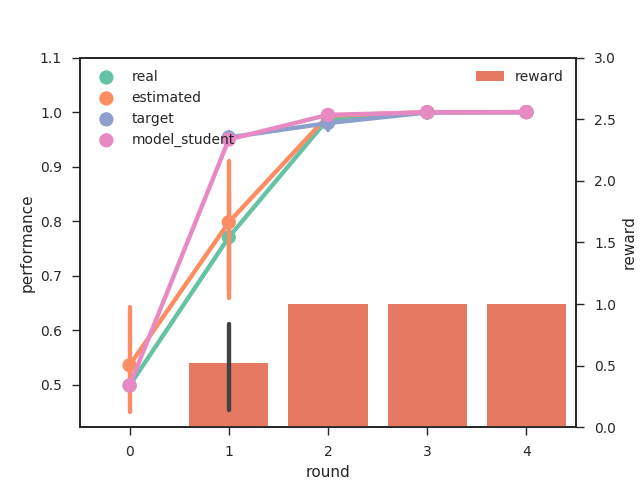 real
estimated
target
model_student
reward
1.1
1.0
0.9
0.8
0.7
0.6
0.5
performance
3.0
2.5
2.0
1.5
1.0
0.5
0.0
reward
0 1 2 3 4
round